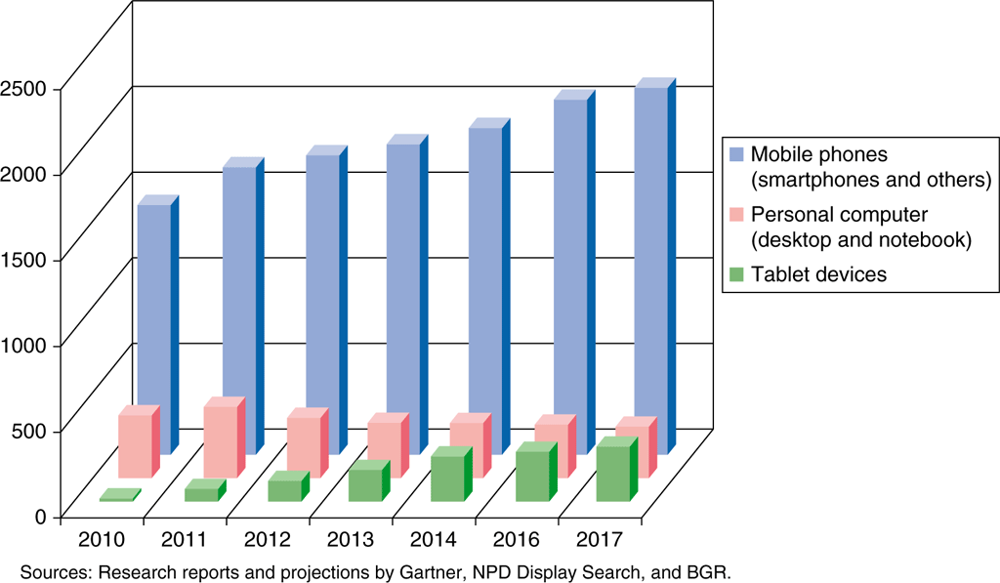 2500
2000
1500
1000
500
0
2010 2011 2012 2013 2014 2016 2017
Mobile phones
(smartphones and others)
Personal computer
(desktop and notebook)
Tablet devices
Sources: Research reports and projections by Gartner, NPD Display Search, and BGR.